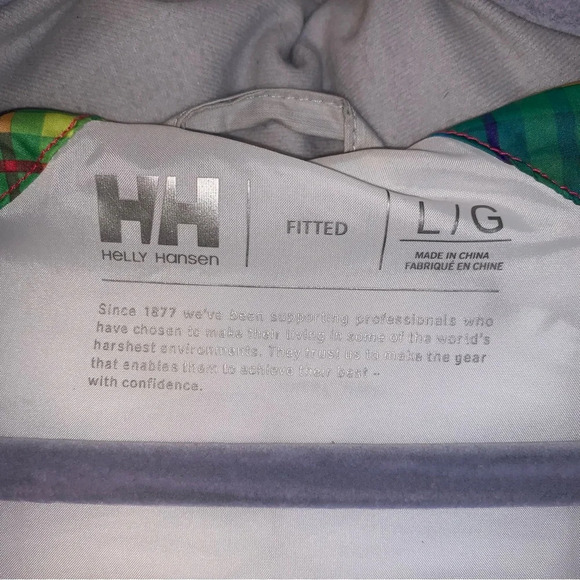 HH
HELLY HANSEN
FITTED
L/G
MADE IN CHINA
FABRIQUÉ EN CHINE
Since 1877 we've been supporting professionals who
have chosen to make their living in some of the world's
harshest environments. They trust us to make the gear
that enables them to achieve their best -
with confidence.